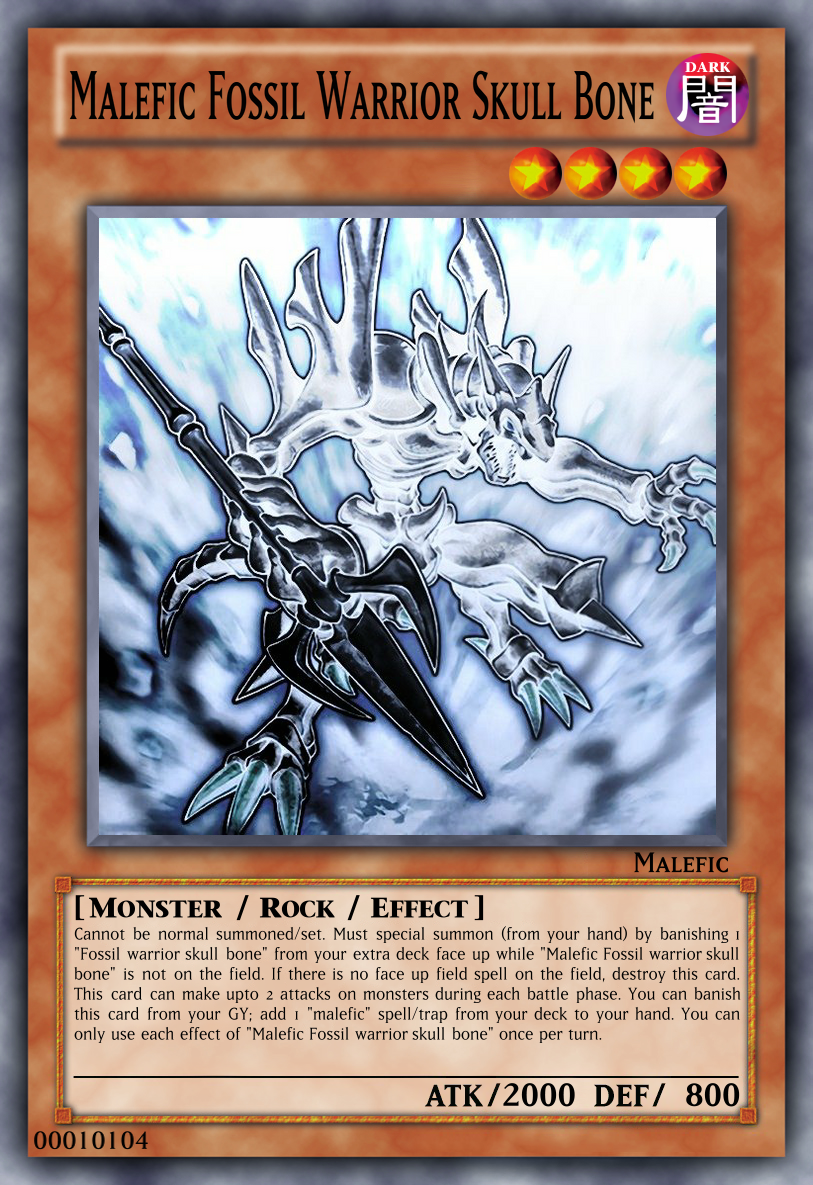 Malefic Fossil Warrior Skull Bone
DARK
闇
Malefic
[ Monster / Rock / Effect ]
Cannot be normal summoned/set. Must special summon (from your hand) by banishing 1
"Fossil warrior skull bone" from your extra deck face up while "Malefic Fossil warrior skull
bone" is not on the field. If there is no face up field spell on the field, destroy this card.
This card can make upto 2 attacks on monsters during each battle phase. You can banish
this card from your GY; add 1 "malefic" spell/trap from your deck to your hand. You can
only use each effect of "Malefic Fossil warrior skull bone" once per turn.
ATK/2000 DEF/ 800
00010104